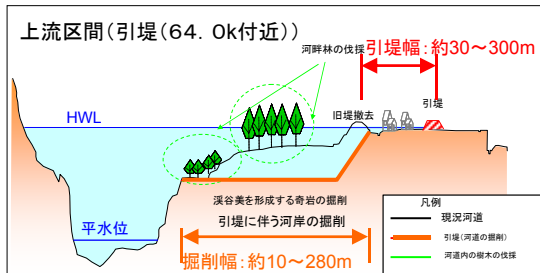 上流区間(引堤(64．0k付近))
河畔林の伐採
引堤幅：約30～300m
引堤
HWL
旧堤撤去
渓谷美を形成する奇岩の掘削
引堤に伴う河岸の掘削
平水位
掘削幅：約10～280m
凡例
現況河道
引堤(河道の掘削)
河道内の樹木の伐採